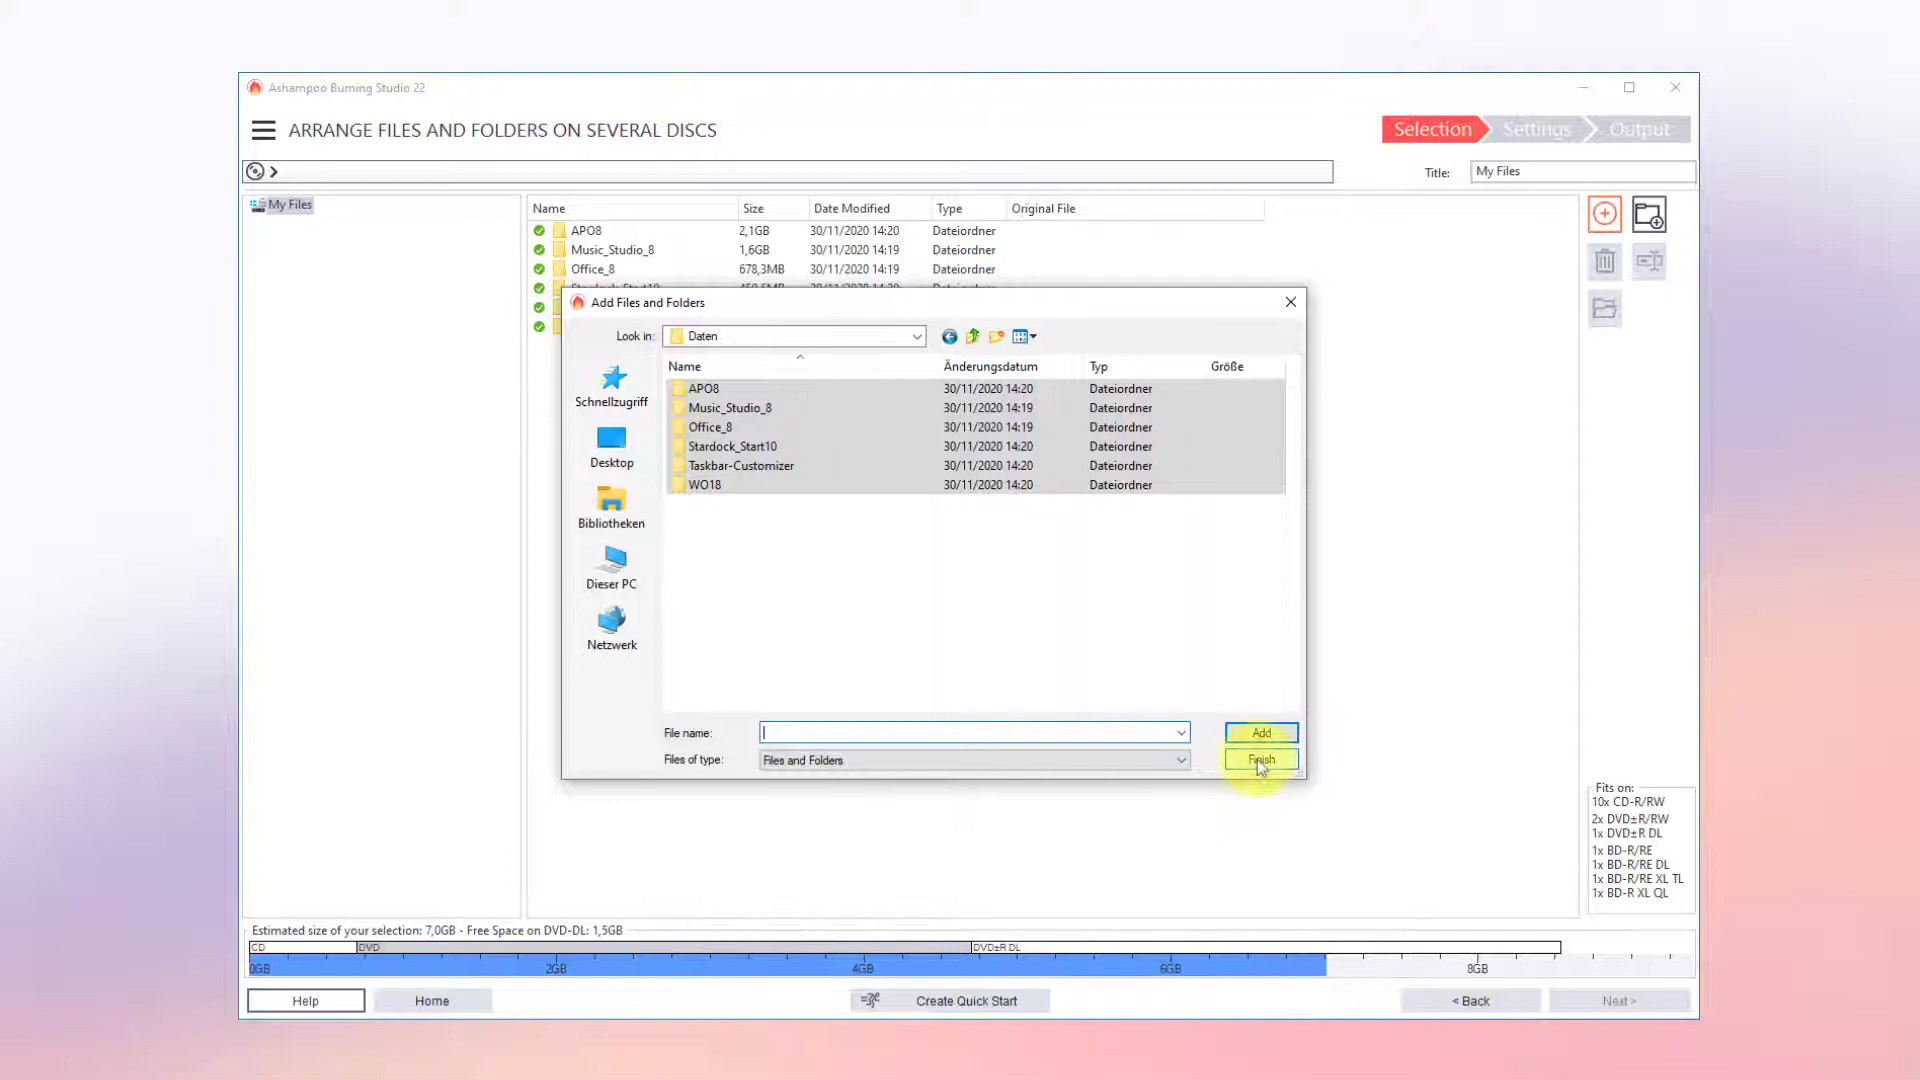 Ashampoo Burning Studio 22
ARRANGE FILES AND FOLDERS ON SEVERAL DISCS
Selection Settings Output
Title: My Files
My Files
Name Size Date Modified Type Original File
APO8 2,1GB 30/11/2020 14:20 Dateiordner
Music_Studio_8 1,6GB 30/11/2020 14:19 Dateiordner
Office_8 678,3MB 30/11/2020 14:19 Dateiordner
Add Files and Folders
Look in: Daten
Name Änderungsdatum Typ Größe
APO8 30/11/2020 14:20 Dateiordner
Music_Studio_8 30/11/2020 14:19 Dateiordner
Office_8 30/11/2020 14:19 Dateiordner
Stardock_Start10 30/11/2020 14:20 Dateiordner
Taskbar-Customizer 30/11/2020 14:20 Dateiordner
WO18 30/11/2020 14:20 Dateiordner
Schnellzugriff
Desktop
Bibliotheken
Dieser PC
Netzwerk
File name: Add
Files of type: Files and Folders Finish
Fits on:
10x CD-R/RW
2x DVD±R/RW
1x DVD±R DL
1x BD-R/RE
1x BD-R/RE DL
1x BD-R/RE XL TL
1x BD-R XL QL
Estimated size of your selection: 7,0GB - Free Space on DVD-DL: 1,5GB
CD DVD DVD±R DL
0GB 2GB 4GB 6GB 8GB
Help Home Create Quick Start < Back Next >